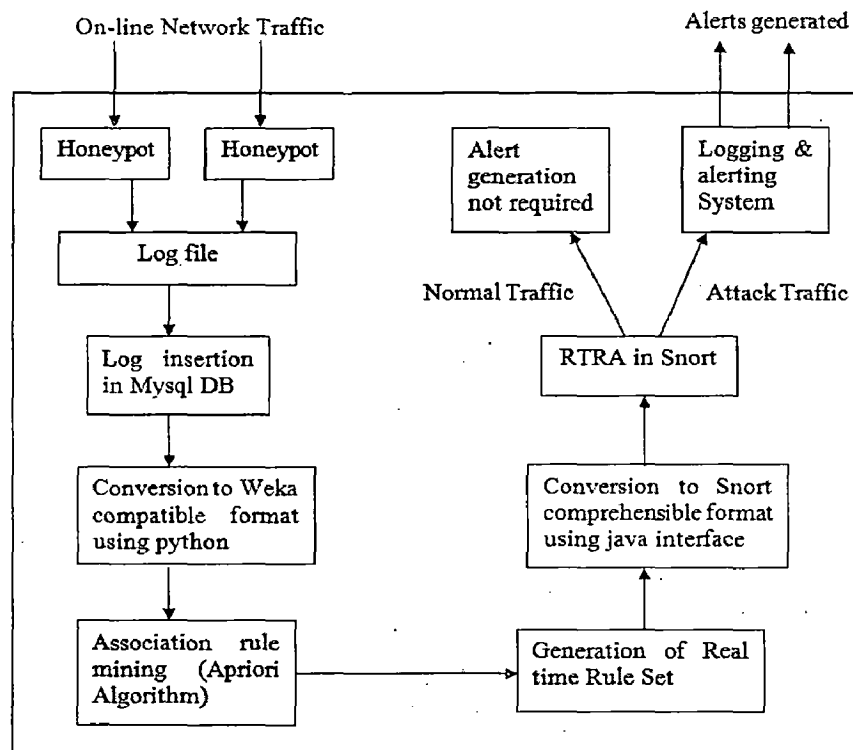 On-line Network Traffic
Alerts generated
Honeypot
Honeypot
Log file
Log insertion
in Mysql DB
Conversion to Weka
compatible format
using python
Association rule
mining (Apriori
Algorithm)
Generation of Real
time Rule Set
Conversion to Snort
comprehensible format
using java interface
RTRA in Snort
Normal Traffic
Attack Traffic
Alert
generation
not required
Logging &
alerting
System